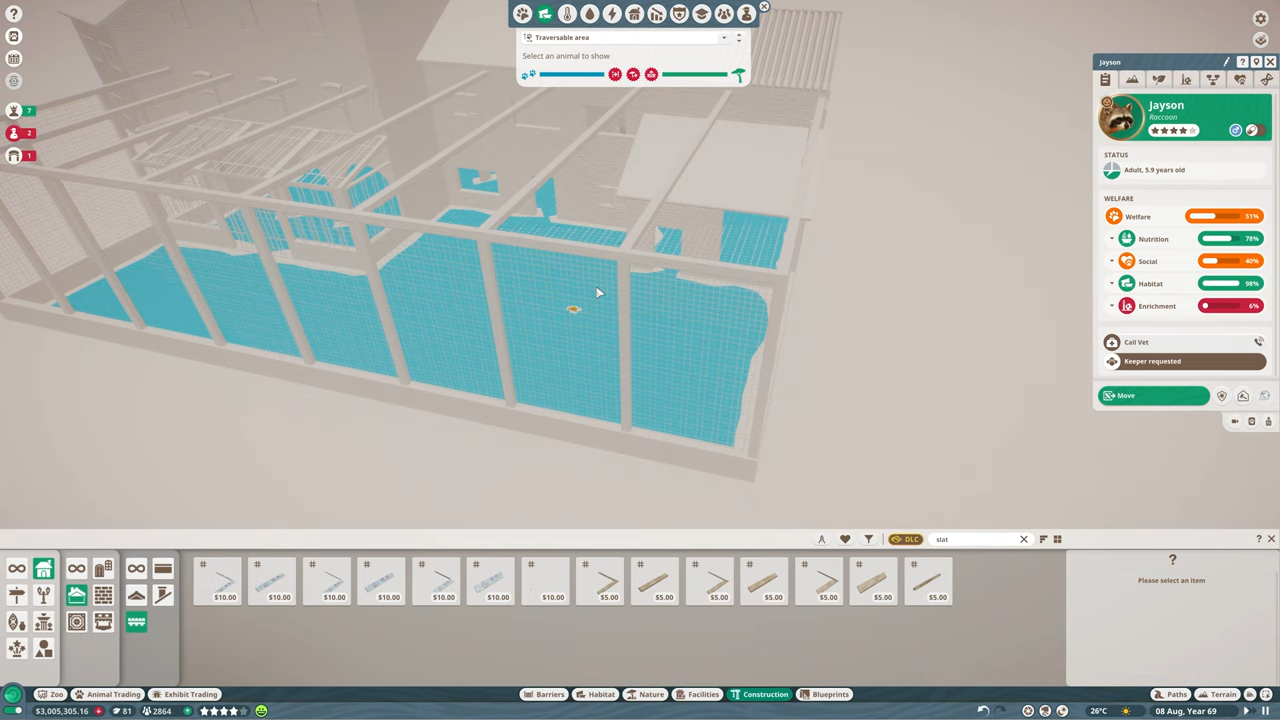 Traversable area
Select an animal to show
7
2
1
Jayson
Jayson
Raccoon
STATUS
Adult, 5.9 years old
WELFARE
Welfare 51%
Nutrition 78%
Social 40%
Habitat 98%
Enrichment 6%
Call Vet
Keeper requested
Move
DLC
slat
$10.00 $10.00 $10.00 $10.00 $10.00 $10.00 $10.00 $5.00 $5.00 $5.00 $5.00 $5.00 $5.00 $5.00
?
Please select an item
Zoo Animal Trading Exhibit Trading Barriers Habitat Nature Facilities Construction Blueprints Paths Terrain
$3,005,305.16 81 2864 26°C 08 Aug, Year 69